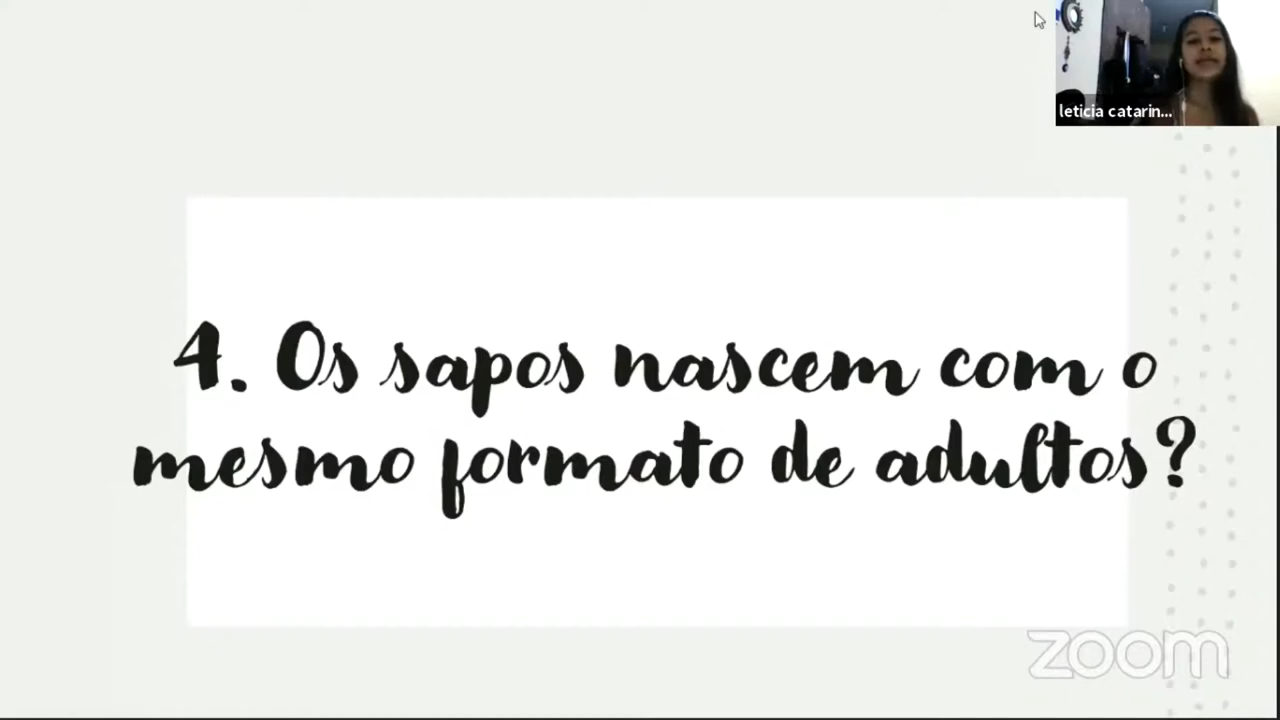 leticia catarin...
4. Os sapos nascem com o
mesmo formato de adultos?
zoom